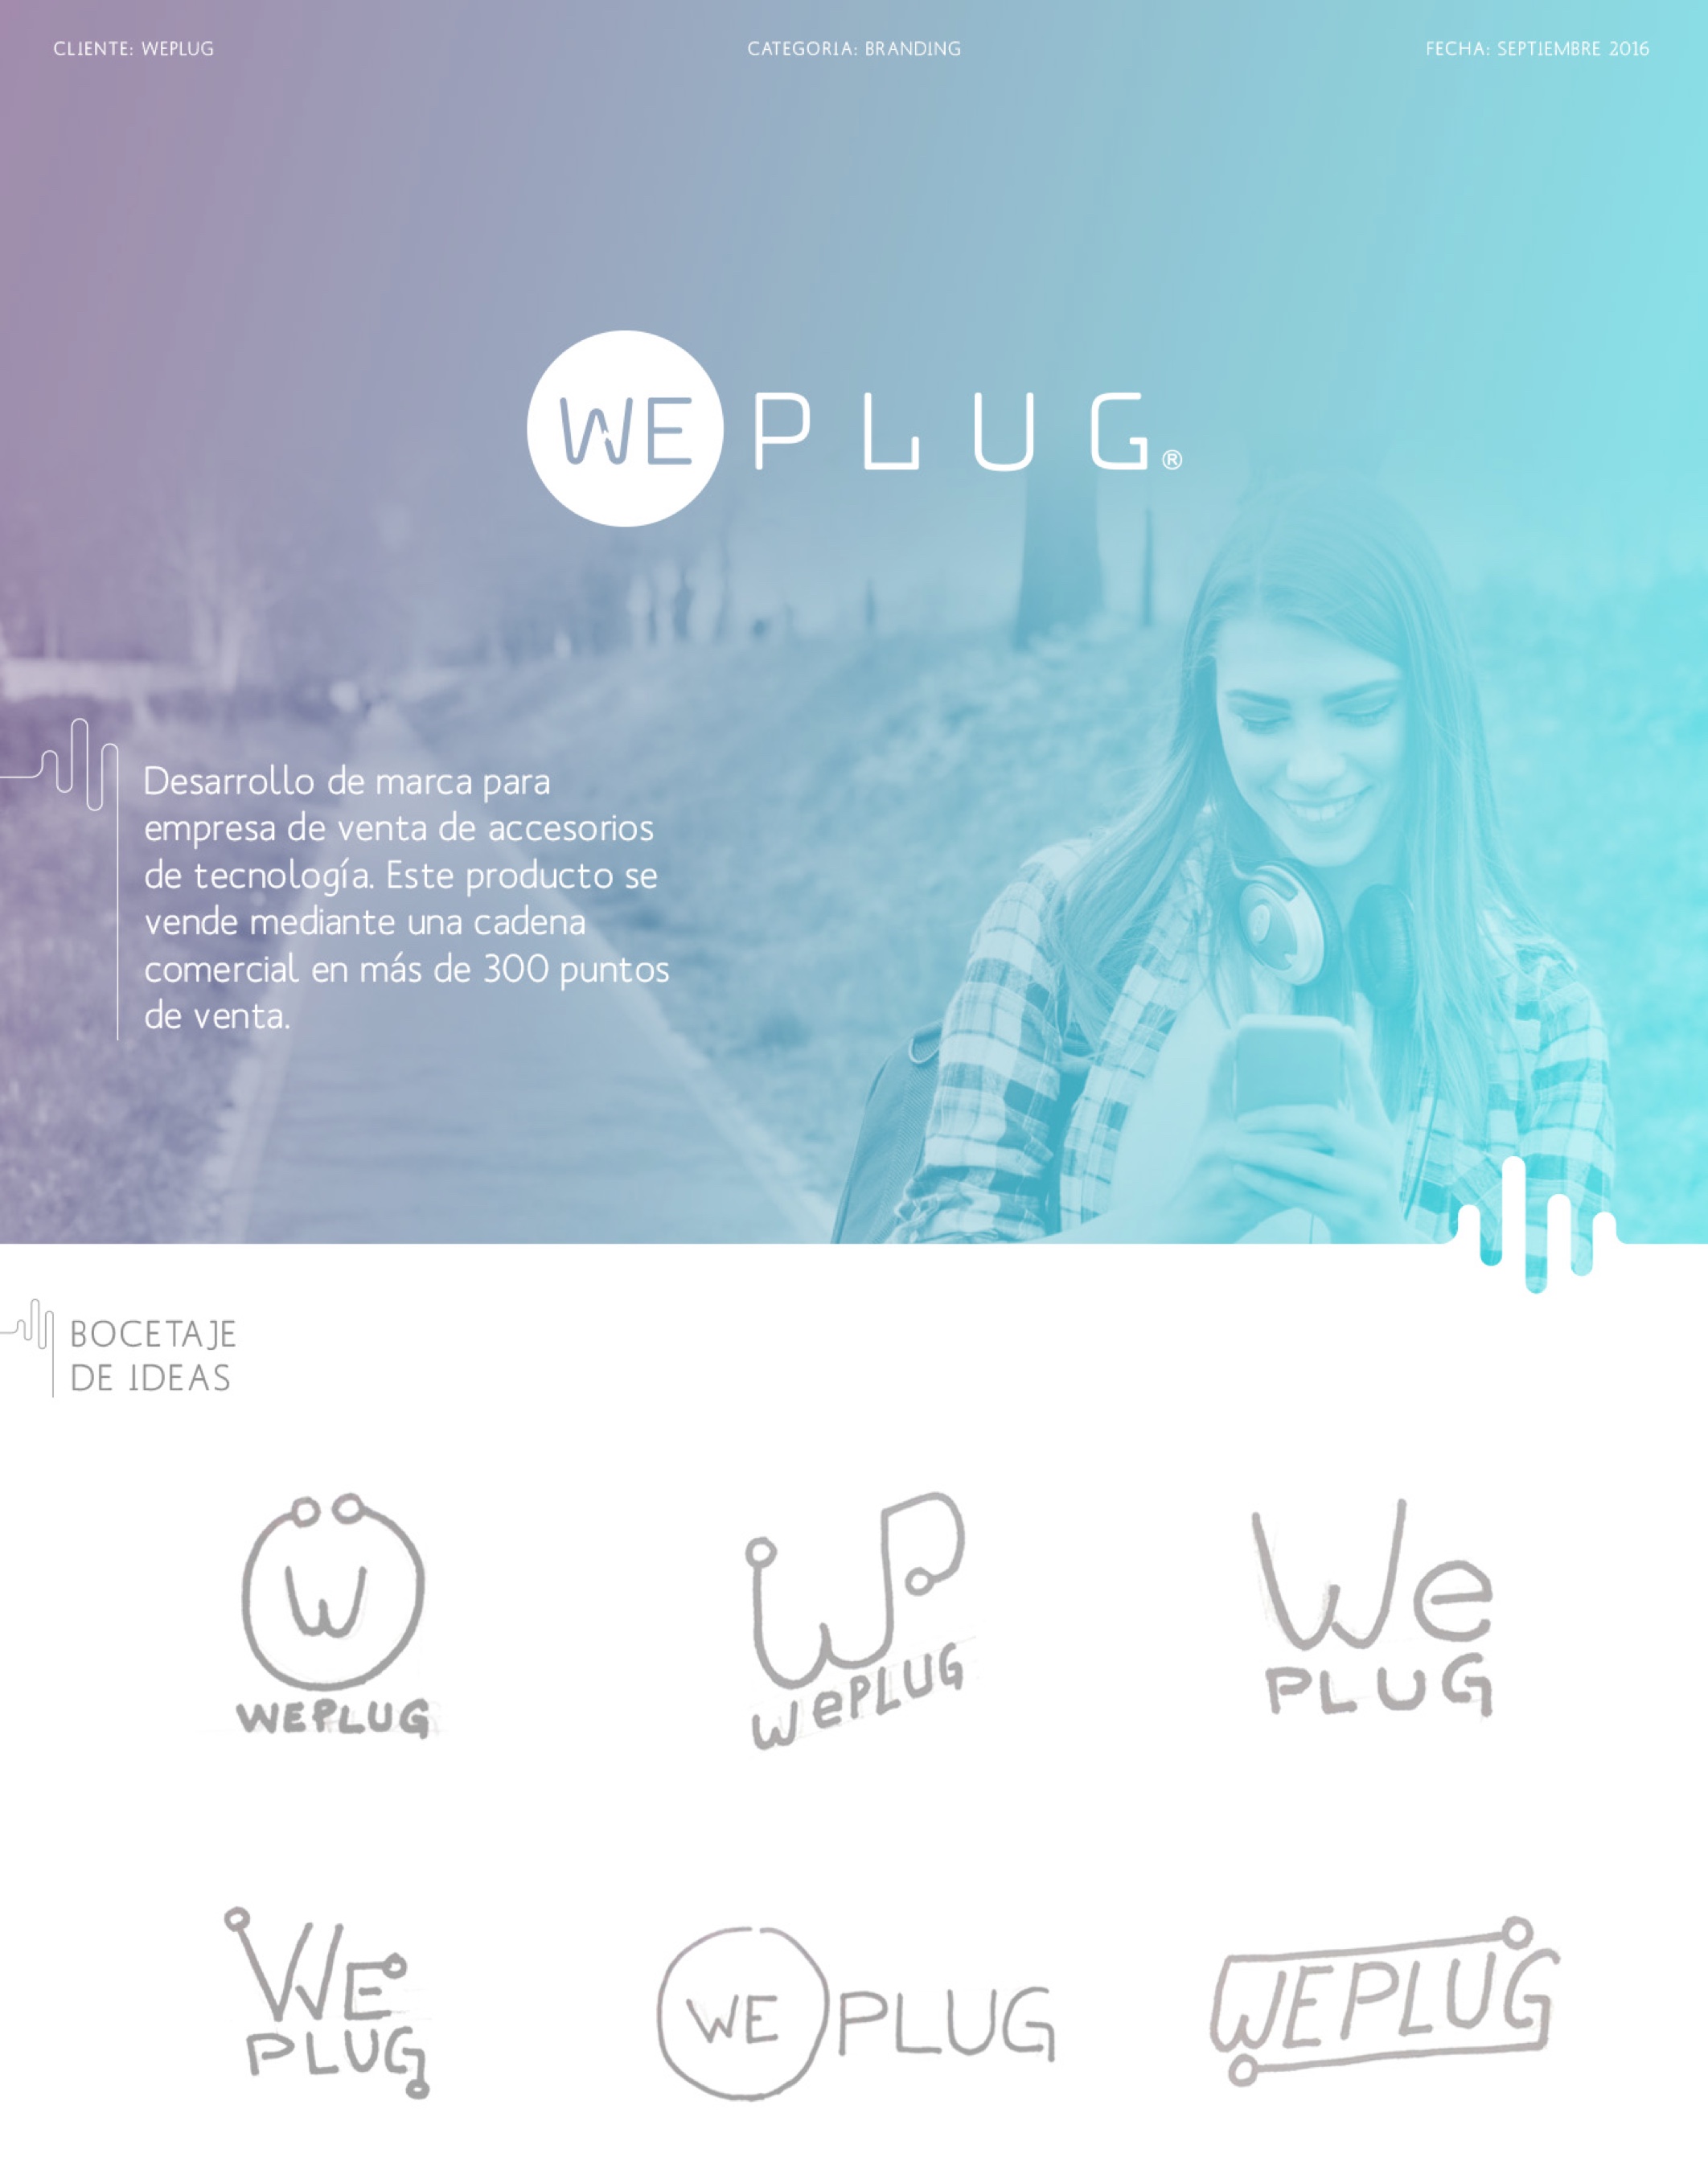 CLIENTE: WEPLUG
CATEGORIA: BRANDING
FECHA: SEPTIEMBRE 2016
WEPLUG®
Desarrollo de marca para
empresa de venta de accesorios
de tecnología. Este producto se
vende mediante una cadena
comercial en más de 300 puntos
de venta.
BOCETAJE
DE IDEAS
W
WEPLUG
WP
WePLUG
We
PLUG
WE
PLUG
WE PLUG
WEPLUG